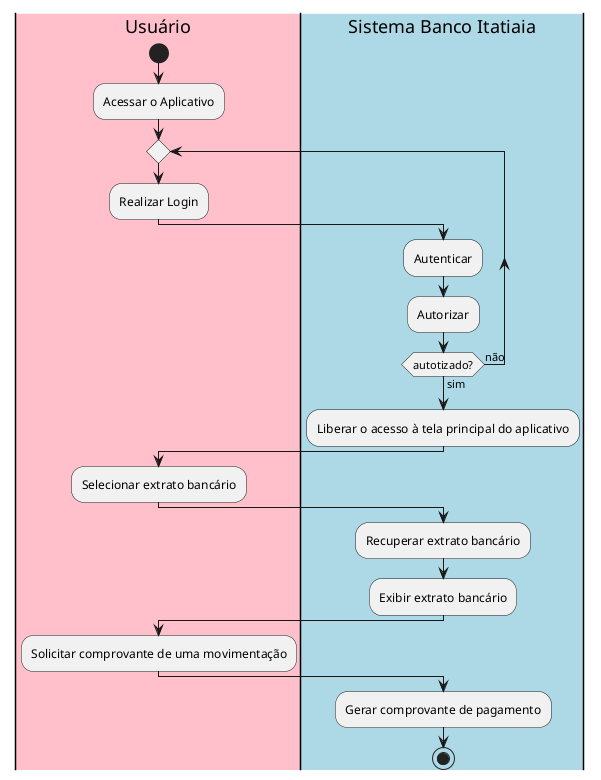 Usuário
Sistema Banco Itatiaia
Acessar o Aplicativo
Realizar Login
Autenticar
Autorizar
autotizado?
não
sim
Liberar o acesso à tela principal do aplicativo
Selecionar extrato bancário
Recuperar extrato bancário
Exibir extrato bancário
Solicitar comprovante de uma movimentação
Gerar comprovante de pagamento